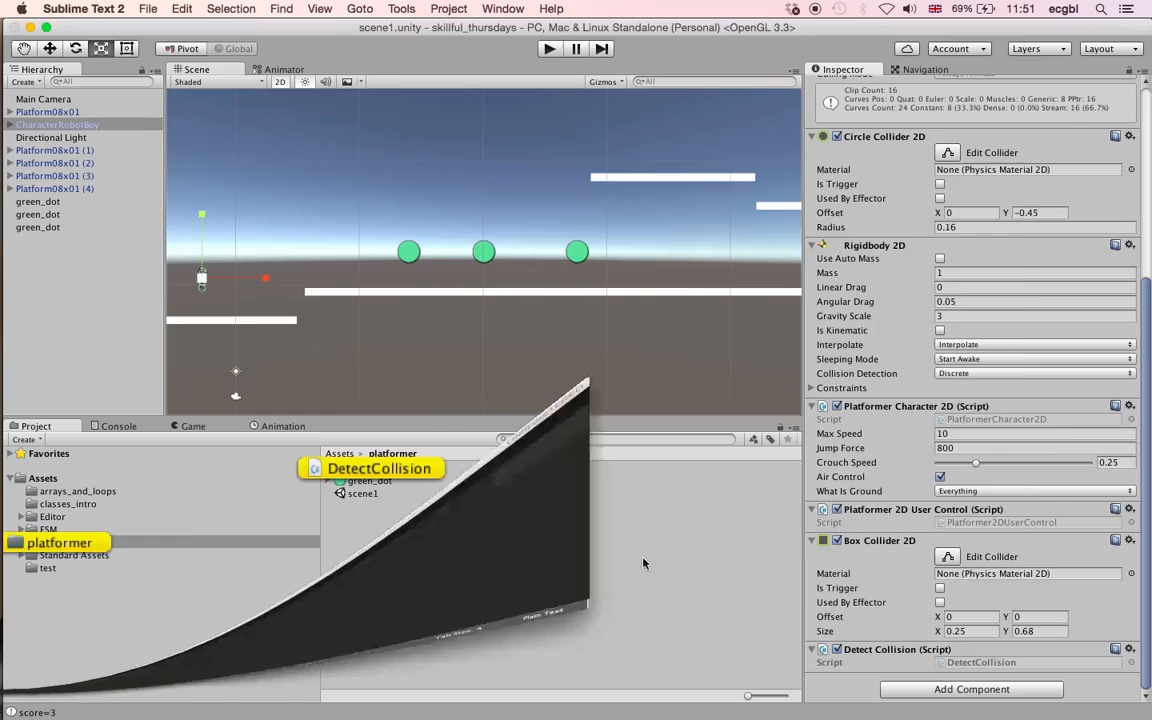 Sublime Text 2 File Edit Selection Find View Goto Tools Project Window Help 69% 11:51 ecgbl
scene1.unity - skillful_thursdays - PC, Mac & Linux Standalone (Personal) <OpenGL 3.3>
Pivot Global Account Layers Layout
Hierarchy Scene Animator Inspector Navigation
Create All Shaded 2D Gizmos All
Clip Count: 16
Curves Pos: 0 Quat: 0 Euler: 0 Scale: 0 Muscles: 0 Generic: 8 PPtr: 16
Curves Count: 24 Constant: 8 (33.3%) Dense: 0 (0.0%) Stream: 16 (66.7%)
Main Camera
Platform08x01
CharacterRobotBoy
Directional Light
Platform08x01 (1)
Platform08x01 (2)
Platform08x01 (3)
Platform08x01 (4)
green_dot
green_dot
green_dot
Circle Collider 2D
Edit Collider
Material None (Physics Material 2D)
Is Trigger
Used By Effector
Offset X 0 Y -0.45
Radius 0.16
Rigidbody 2D
Use Auto Mass
Mass 1
Linear Drag 0
Angular Drag 0.05
Gravity Scale 3
Is Kinematic
Interpolate Interpolate
Sleeping Mode Start Awake
Collision Detection Discrete
Constraints
Platformer Character 2D (Script)
Script PlatformerCharacter2D
Max Speed 10
Jump Force 800
Crouch Speed 0.25
Air Control
What Is Ground Everything
Platformer 2D User Control (Script)
Script Platformer2DUserControl
Box Collider 2D
Edit Collider
Material None (Physics Material 2D)
Is Trigger
Used By Effector
Offset X 0 Y 0
Size X 0.25 Y 0.68
Detect Collision (Script)
Script DetectCollision
Add Component
Project Console Game Animation
Create
Favorites
Assets
arrays_and_loops
classes_intro
Editor
FSM
platformer
Standard Assets
test
Assets platformer
DetectCollision
green_dot
scene1
Tab Size: 4 Plain Text
score=3